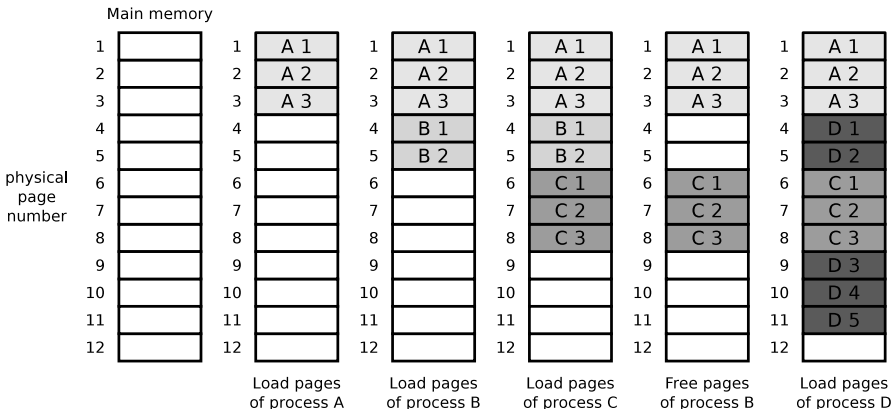 Main memory
1 1 A 1 1 A 1 1 A 1 1 A 1 1 A 1
2 2 A 2 2 A 2 2 A 2 2 A 2 2 A 2
3 3 A 3 3 A 3 3 A 3 3 A 3 3 A 3
4 4 4 B 1 4 B 1 4 4 D 1
5 5 5 B 2 5 B 2 5 5 D 2
physical
page
number
6 6 6 6 C 1 6 C 1 6 C 1
7 7 7 7 C 2 7 C 2 7 C 2
8 8 8 8 C 3 8 C 3 8 C 3
9 9 9 9 9 9 D 3
10 10 10 10 10 10 D 4
11 11 11 11 11 11 D 5
12 12 12 12 12 12
Load pages
of process A
Load pages
of process B
Load pages
of process C
Free pages
of process B
Load pages
of process D